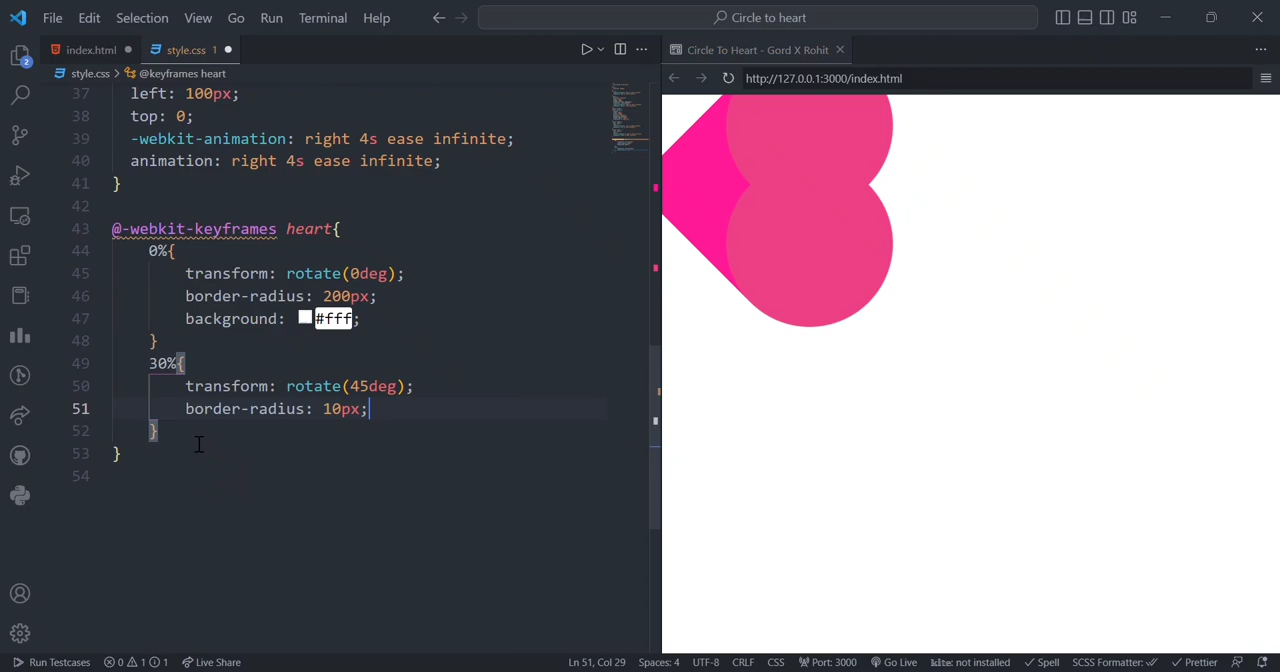 File Edit Selection View Go Run Terminal Help
Circle to heart
index.html
style.css 1
Circle To Heart - Gord X Rohit
style.css > @keyframes heart
http://127.0.0.1:3000/index.html
37 left: 100px;
38 top: 0;
39 -webkit-animation: right 4s ease infinite;
40 animation: right 4s ease infinite;
41 }
42
43 @-webkit-keyframes heart{
44 0%{
45 transform: rotate(0deg);
46 border-radius: 200px;
47 background: #fff;
48 }
49 30%{
50 transform: rotate(45deg);
51 border-radius: 10px;
52 }
53 }
54
2
Run Testcases 0 1 1 Live Share Ln 51, Col 29 Spaces: 4 UTF-8 CRLF CSS Port: 3000 Go Live not installed Spell SCSS Formatter: Prettier